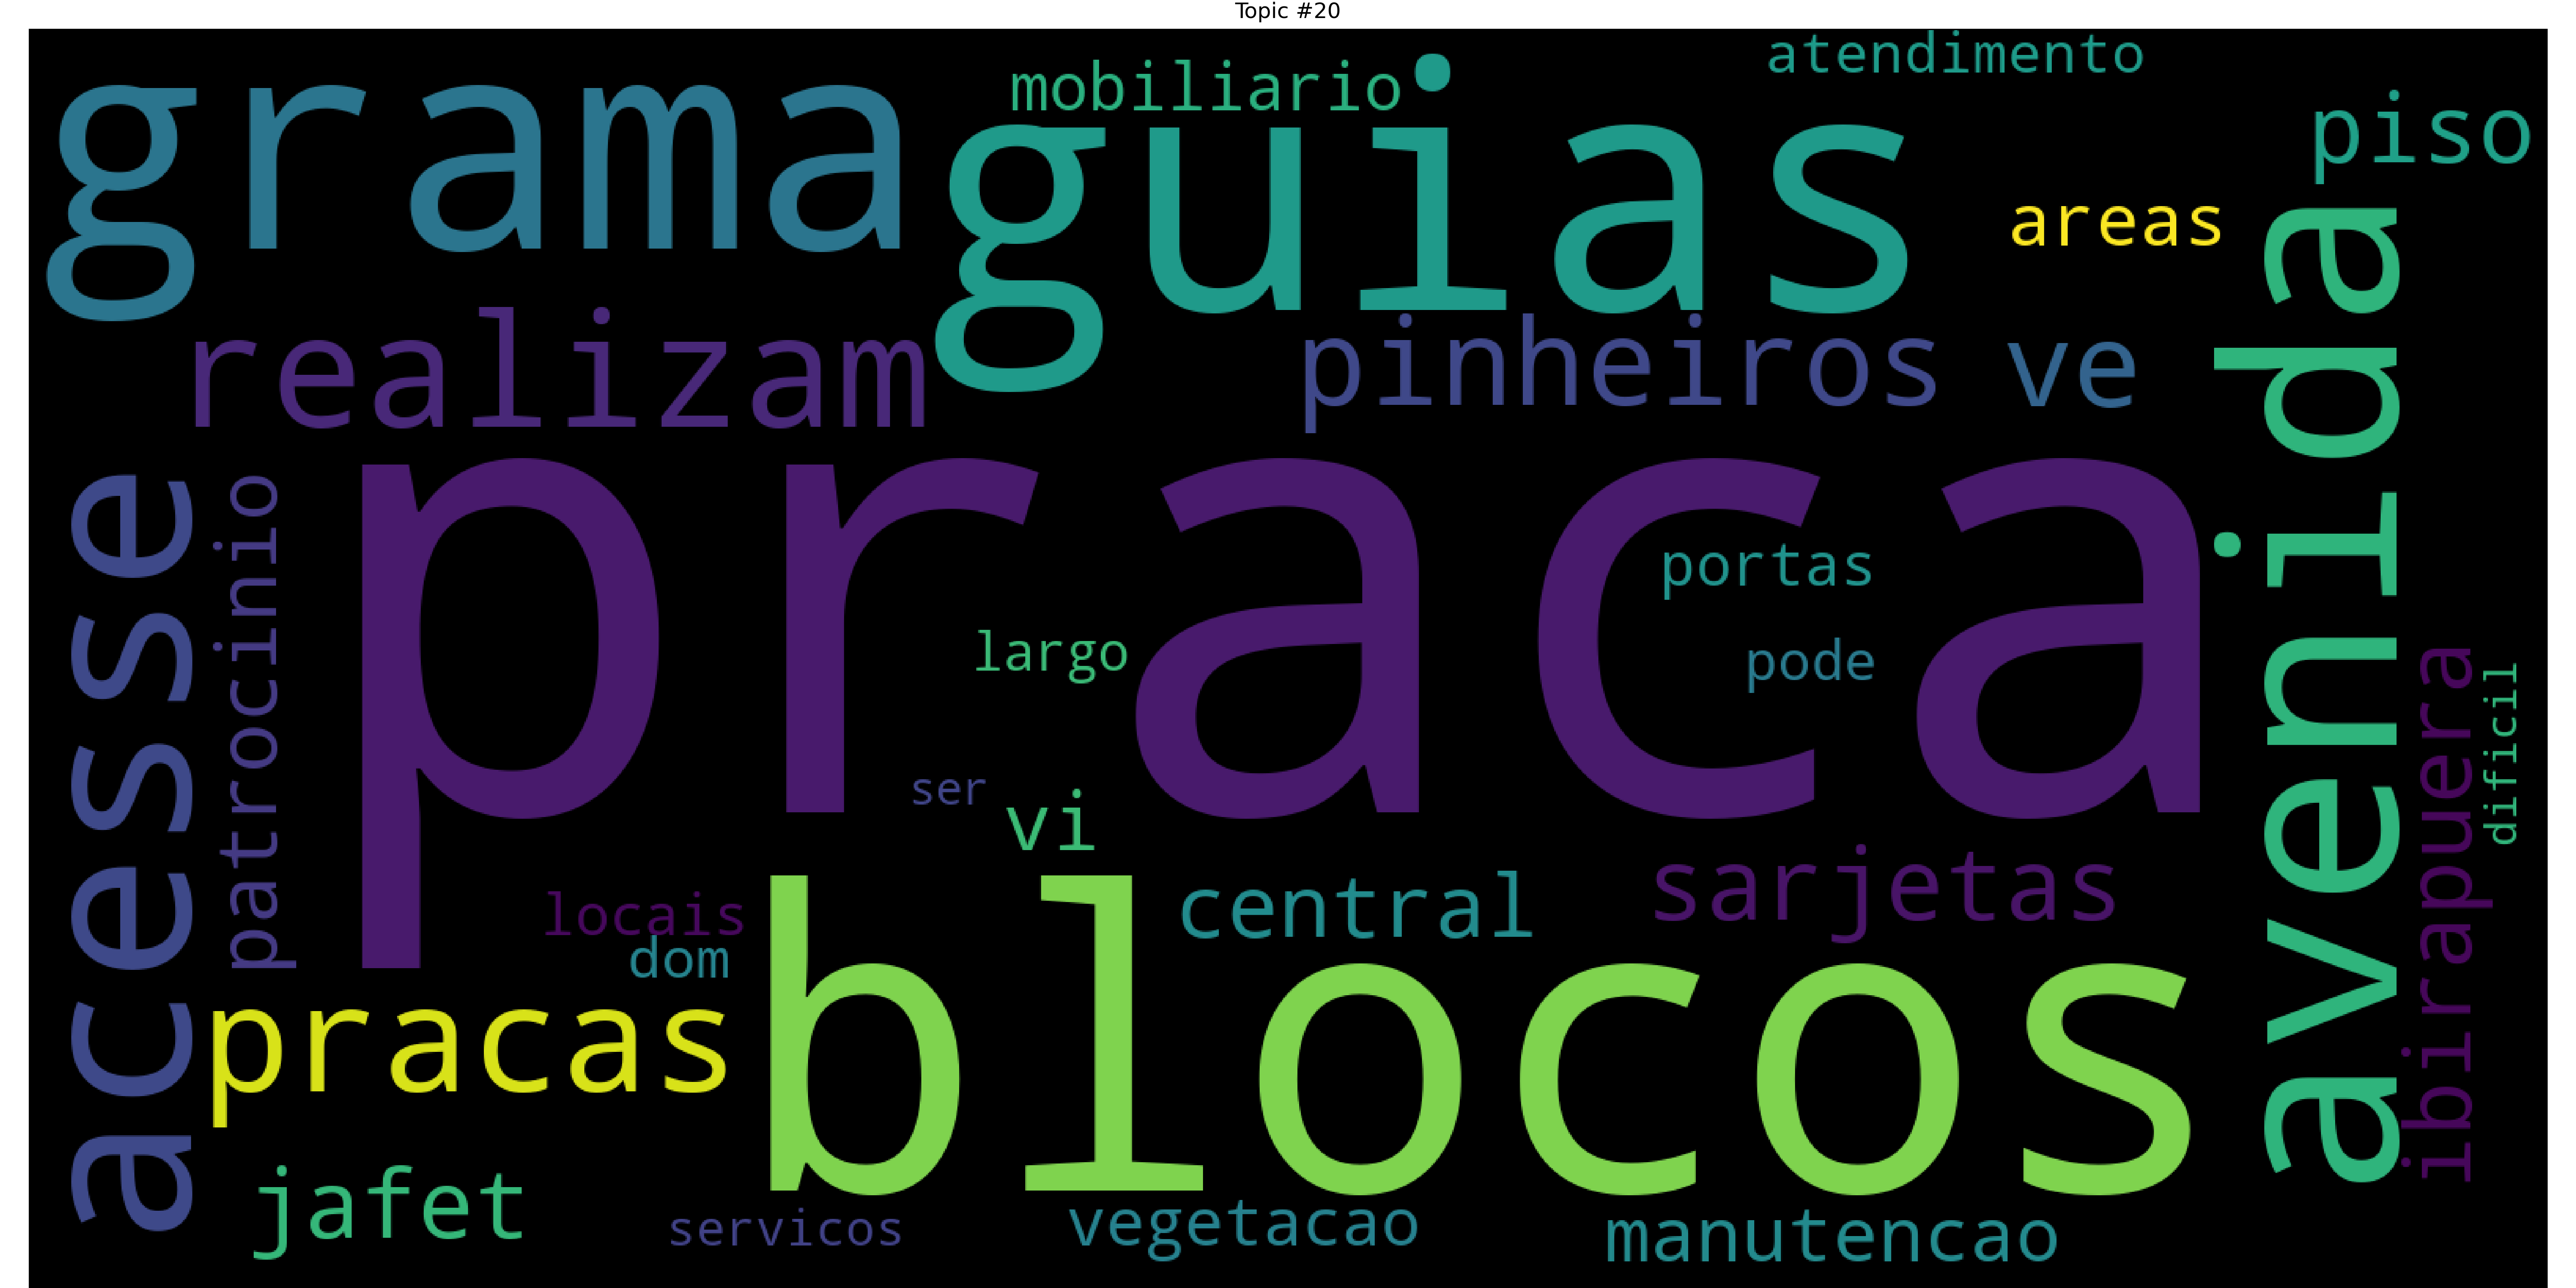 Topic #20
atendimento
mobiliario
grama
guias
piso
areas
realizam
pinheiros
ve
avenida
acesse
patrocinio
praca
portas
largo
pode
ser
vi
ibirapuera
dificil
locais
dom
central
sarjetas
pracas
blocos
jafet
servicos
vegetacao
manutencao